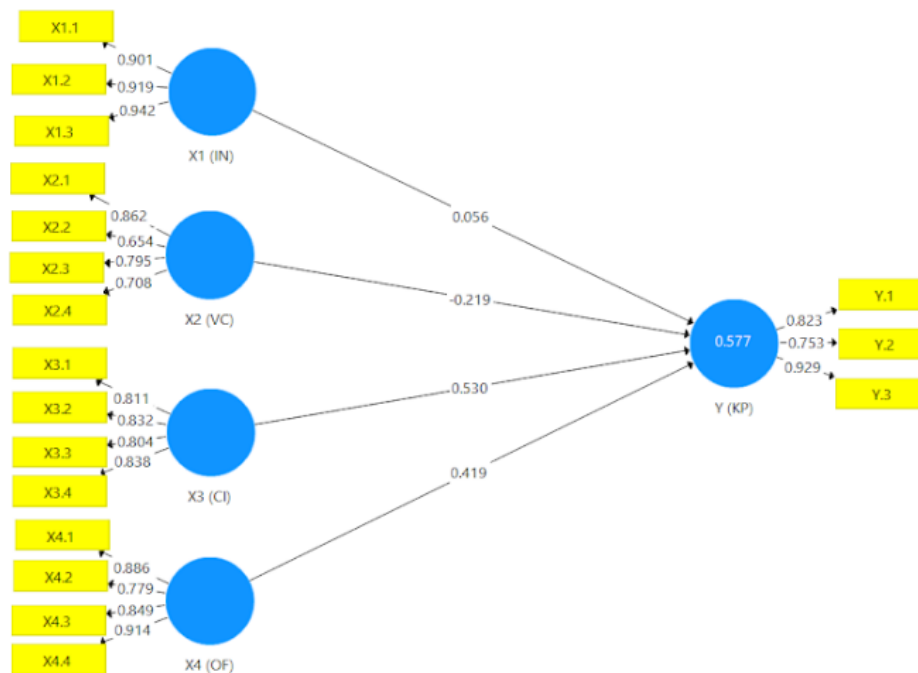 X1.1
0.901
X1.2
0.919
0.942
X1.3
X1 (IN)
X2.1
0.862
X2.2
0.654
X2.3
0.795
0.708
X2.4
X2 (VC)
X3.1
0.811
X3.2
0.832
X3.3
0.804
0.838
X3.4
X3 (CI)
X4.1
0.886
X4.2
0.779
X4.3
0.849
0.914
X4.4
X4 (OF)
0.056
-0.219
0.530
0.419
0.577
Y (KP)
Y.1
0.823
Y.2
0.753
0.929
Y.3